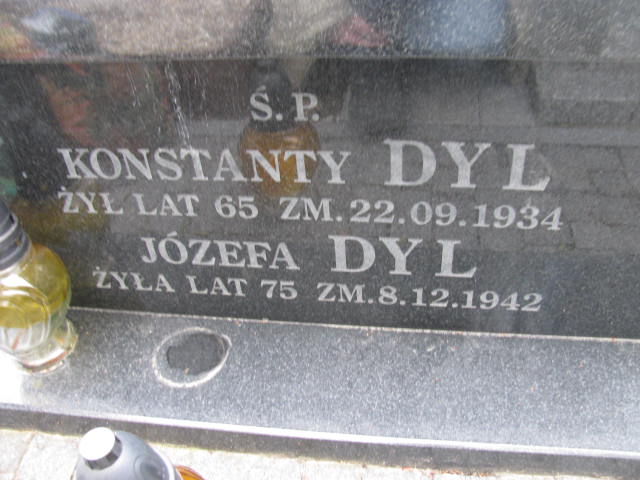 Ś.P.
KONSTANTY DYL
ŻYŁ LAT 65 ZM.22.09.1934
JÓZEFA DYL
ŻYŁA LAT 75 ZM.8.12.1942